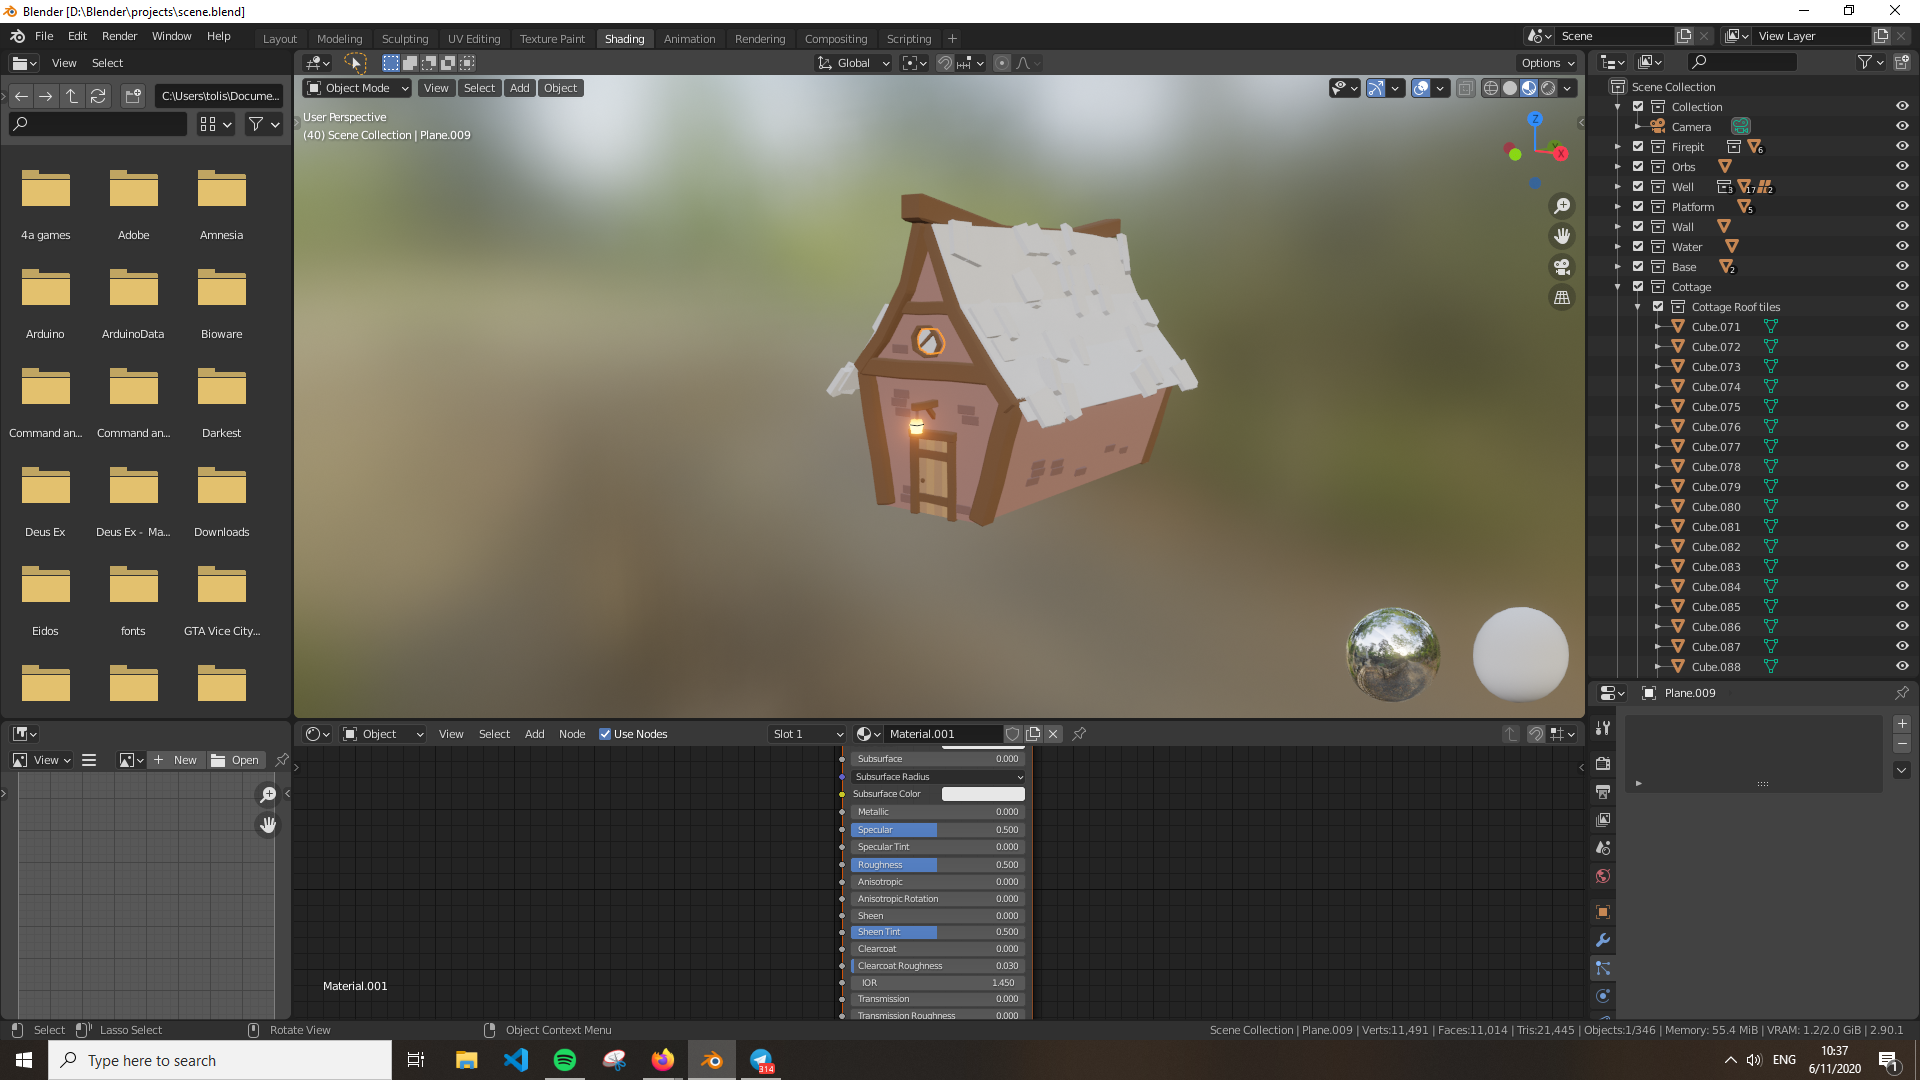 Blender [D:\Blender\projects\scene.blend]
File Edit Render Window Help
Layout Modeling Sculpting UV Editing Texture Paint Shading Animation Rendering Compositing Scripting
Scene
View Layer
View Select
Global
Options
C:\Users\tolis\Docume...
Object Mode View Select Add Object
User Perspective
(40) Scene Collection | Plane.009
Z
Y
X
4a games Adobe Amnesia
Arduino ArduinoData Bioware
Command an... Command an... Darkest
Deus Ex Deus Ex - Ma... Downloads
Eidos fonts GTA Vice City...
Scene Collection
Collection
Camera
Firepit 6
Orbs
Well 3 17 2
Platform 5
Wall
Water
Base 2
Cottage
Cottage Roof tiles
Cube.071
Cube.072
Cube.073
Cube.074
Cube.075
Cube.076
Cube.077
Cube.078
Cube.079
Cube.080
Cube.081
Cube.082
Cube.083
Cube.084
Cube.085
Cube.086
Cube.087
Cube.088
Plane.009
View New Open
Object View Select Add Node Use Nodes Slot 1 Material.001
Subsurface 0.000
Subsurface Radius
Subsurface Color
Metallic 0.000
Specular 0.500
Specular Tint 0.000
Roughness 0.500
Anisotropic 0.000
Anisotropic Rotation 0.000
Sheen 0.000
Sheen Tint 0.500
Clearcoat 0.000
Clearcoat Roughness 0.030
IOR 1.450
Transmission 0.000
Transmission Roughness 0.000
Material.001
Select Lasso Select Rotate View Object Context Menu
Scene Collection | Plane.009 | Verts:11,491 | Faces:11,014 | Tris:21,445 | Objects:1/346 | Memory: 55.4 MiB | VRAM: 1.2/2.0 GiB | 2.90.1
Type here to search
314
ENG
10:37
6/11/2020
1